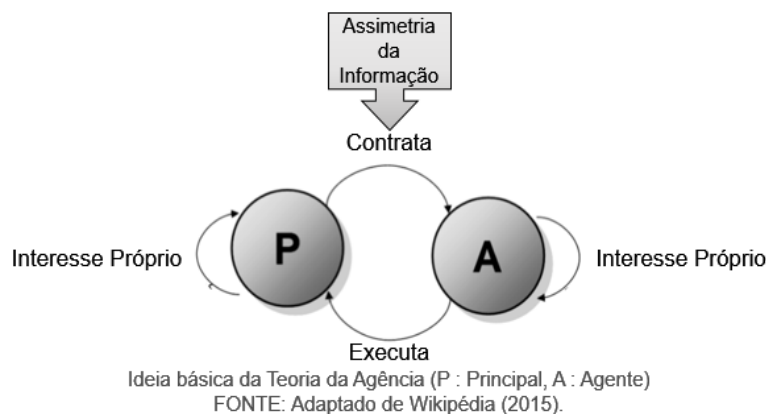 Assimetria
da
Informação
Contrata
P
A
Interesse Próprio
Interesse Próprio
Executa
Ideia básica da Teoria da Agência (P : Principal, A : Agente)
FONTE: Adaptado de Wikipédia (2015).